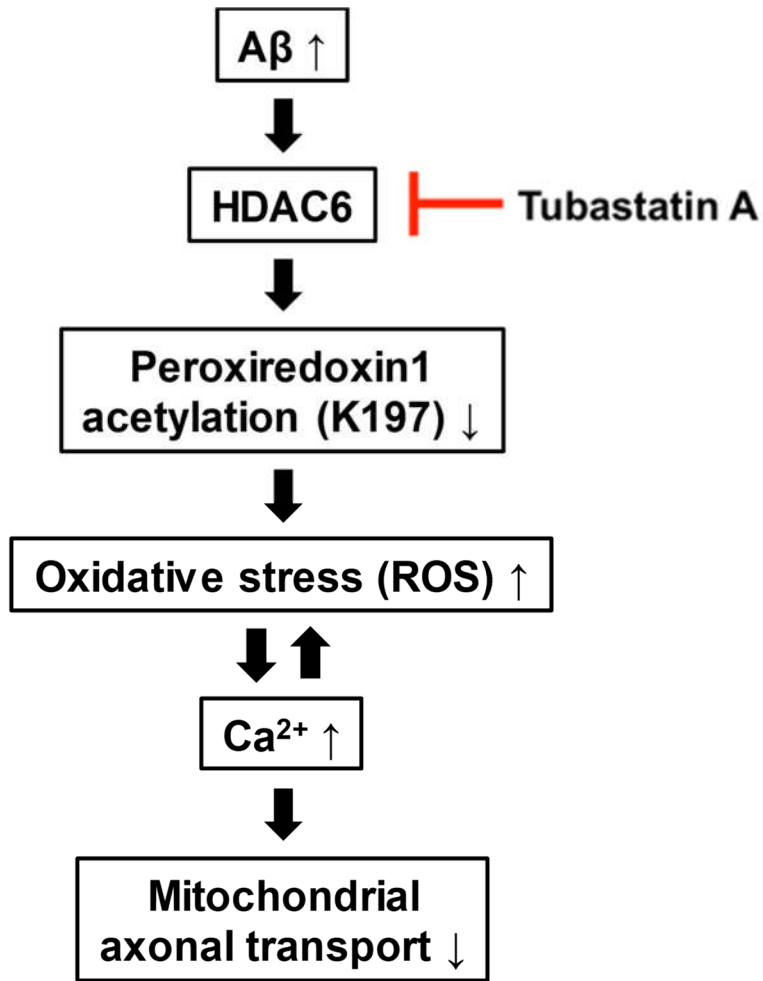 Aβ ↑
HDAC6
Tubastatin A
Peroxiredoxin1
acetylation (K197) ↓
Oxidative stress (ROS) ↑
Ca²⁺ ↑
Mitochondrial
axonal transport ↓